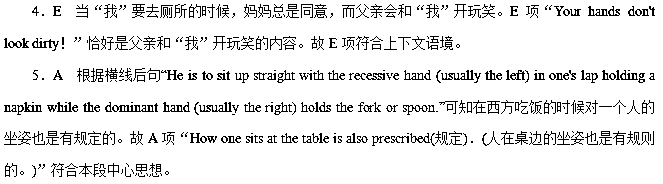 4．E　当“我”要去厕所的时候，妈妈总是同意，而父亲会和“我”开玩笑。E 项“Your hands don't
look dirty！”恰好是父亲和“我”开玩笑的内容。故 E 项符合上下文语境。
5．A　根据横线后句“He is to sit up straight with the recessive hand (usually the left) in one's lap holding a
napkin while the dominant hand (usually the right) holds the fork or spoon.”可知在西方吃饭的时候对一个人的
坐姿也是有规定的。故 A 项“How one sits at the table is also prescribed(规定)．(人在桌边的坐姿也是有规则
的。)”符合本段中心思想。